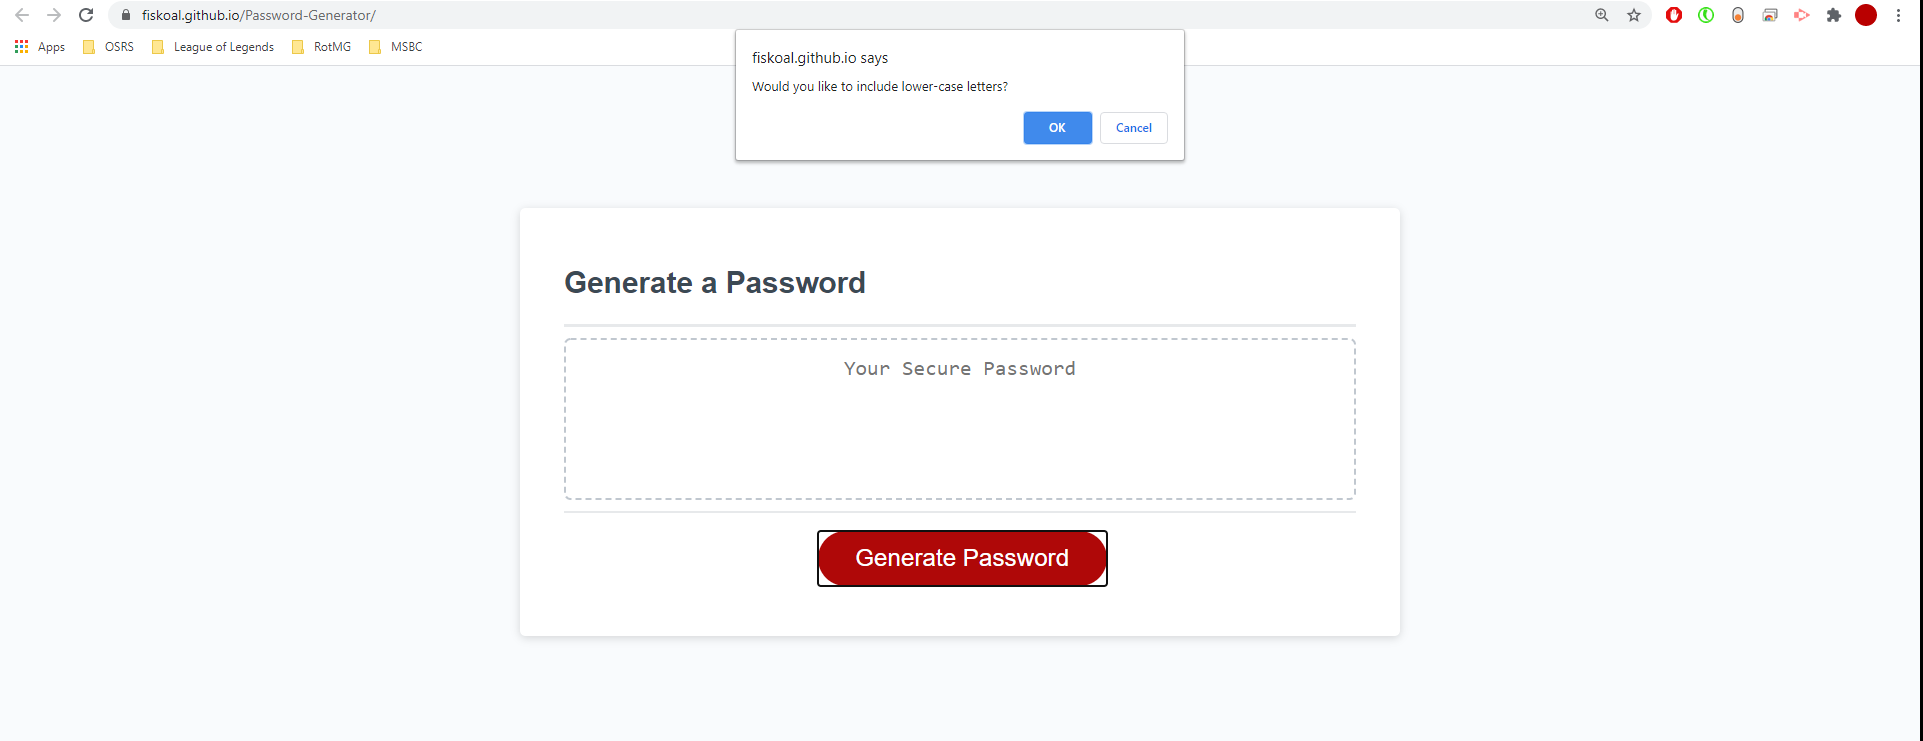 fiskoal.github.io/Password-Generator/
Apps OSRS League of Legends RotMG MSBC
fiskoal.github.io says
Would you like to include lower-case letters?
OK Cancel
Generate a Password
Your Secure Password
Generate Password